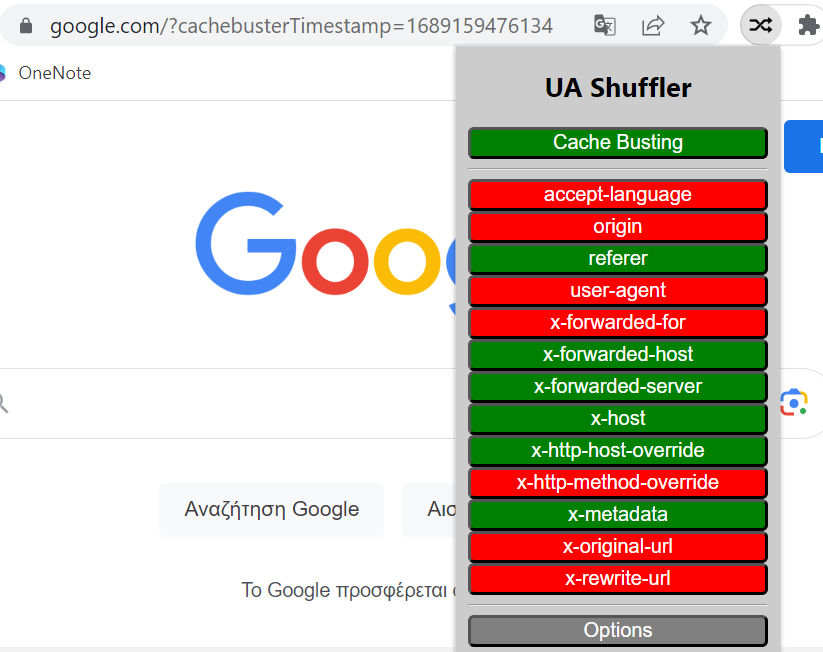 google.com/?cachebusterTimestamp=1689159476134
OneNote
UA Shuffler
Cache Busting
accept-language
origin
referer
user-agent
x-forwarded-for
x-forwarded-host
x-forwarded-server
x-host
x-http-host-override
x-http-method-override
x-metadata
x-original-url
x-rewrite-url
Options
Goog
Αναζήτηση Google
Αισ
Το Google προσφέρεται